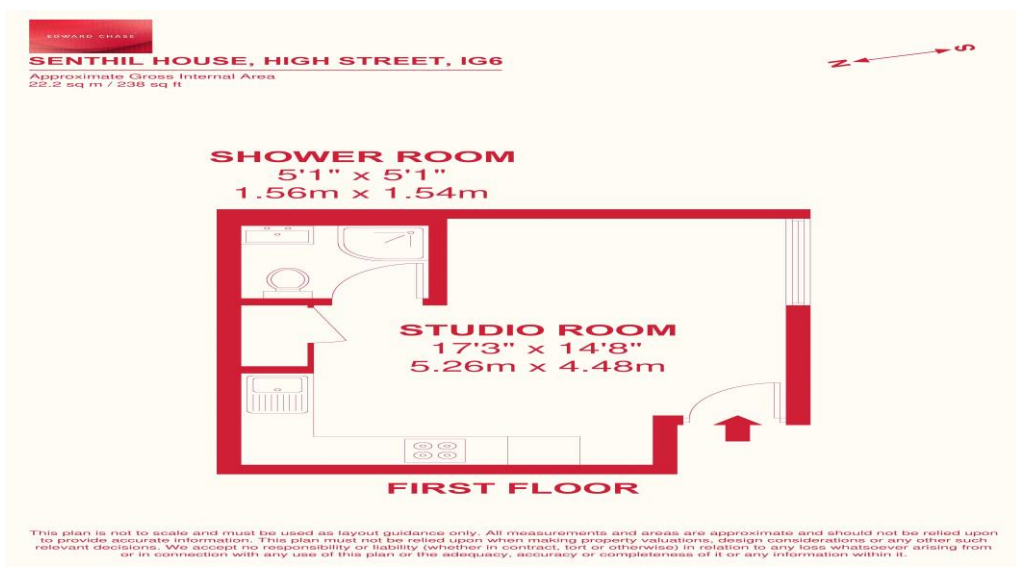 EDWARD CHASE
SENTHIL HOUSE, HIGH STREET, IG6
Approximate Gross Internal Area
22.2 sq m / 238 sq ft
N S
SHOWER ROOM
5'1" x 5'1"
1.56m x 1.54m
STUDIO ROOM
17'3" x 14'8"
5.26m x 4.48m
FIRST FLOOR
This plan is not to scale and must be used as layout guidance only. All measurements and areas are approximate and should not be relied upon
to provide accurate information. This plan must not be relied upon when making property valuations, design considerations or any other such
relevant decisions. We accept no responsibility or liability (whether in contract, tort or otherwise) in relation to any loss whatsoever arising from
or in connection with any use of this plan or the adequacy, accuracy or completeness of it or any information within it.